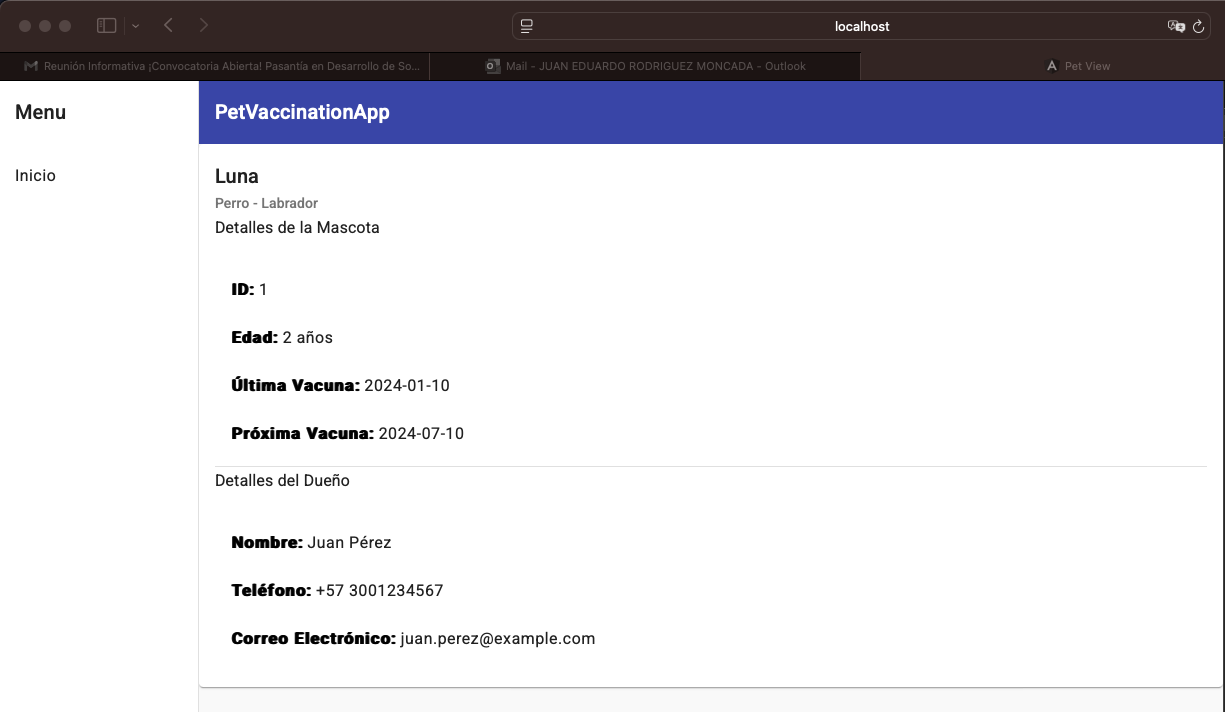 localhost
Reunión Informativa ¡Convocatoria Abierta! Pasantía en Desarrollo de So...
Mail - JUAN EDUARDO RODRIGUEZ MONCADA - Outlook
Pet View
Menu
PetVaccinationApp
Inicio
Luna
Perro - Labrador
Detalles de la Mascota
ID: 1
Edad: 2 años
Última Vacuna: 2024-01-10
Próxima Vacuna: 2024-07-10
Detalles del Dueño
Nombre: Juan Pérez
Teléfono: +57 3001234567
Correo Electrónico: juan.perez@example.com